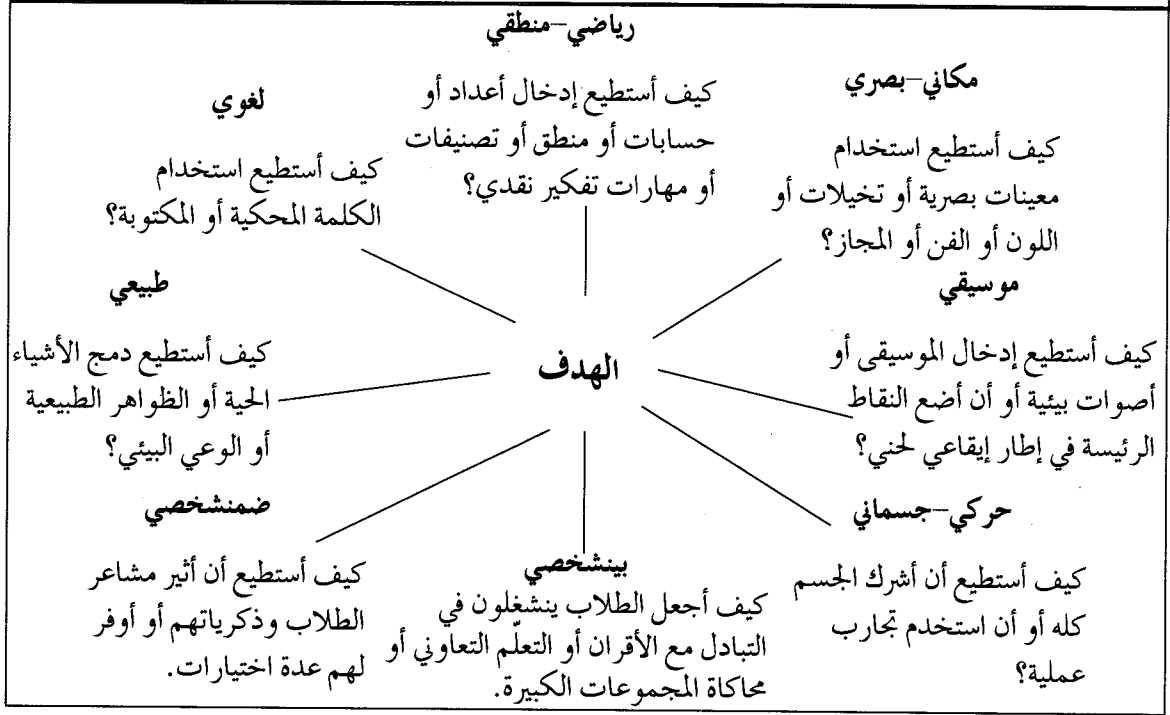 رياضي–منطقي
كيف أستطيع إدخال أعداد أو
حسابات أو منطق أو تصنيفات
أو مهارات تفكير نقدي؟
مكاني–بصري
كيف أستطيع استخدام
معينات بصرية أو تخيلات أو
اللون أو الفن أو المجاز؟
لغوي
كيف أستطيع استخدام
الكلمة المحكية أو المكتوبة؟
موسيقي
كيف أستطيع إدخال الموسيقى أو
أصوات بيئية أو أن أضع النقاط
الرئيسة في إطار إيقاعي لحني؟
الهدف
طبيعي
كيف أستطيع دمج الأشياء
الحية أو الظواهر الطبيعية
أو الوعي البيئي؟
حركي–جسماني
كيف أستطيع أن أشرك الجسم
كله أو أن استخدم تجارب
عملية؟
بينشخصي
كيف أجعل الطلاب ينشغلون في
التبادل مع الأقران أو التعلّم التعاوني أو
محاكاة المجموعات الكبيرة.
ضمنشخصي
كيف أستطيع أن أثير مشاعر
الطلاب وذكرياتهم أو أوفر
لهم عدة اختيارات.